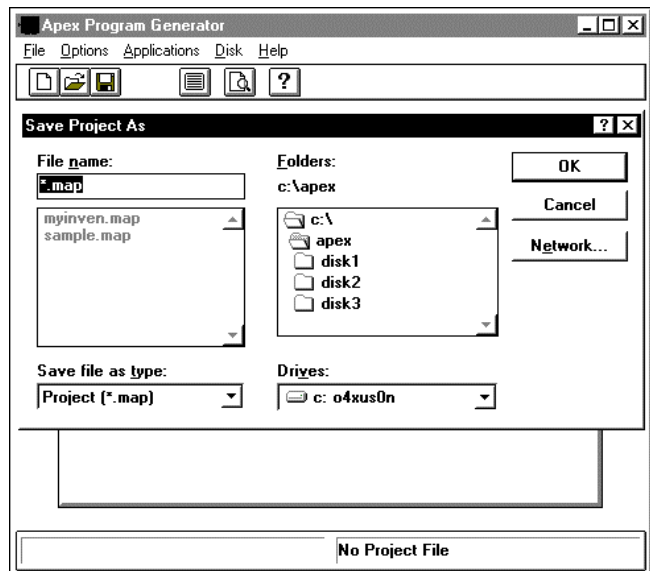 Apex Program Generator
File Options Applications Disk Help
?
Save Project As
?
File name:
*.map
myinven.map
sample.map
Save file as type:
Project (*.map)
Folders:
c:\apex
c:\
apex
disk1
disk2
disk3
Drives:
c: o4xus0n
OK
Cancel
Network...
No Project File